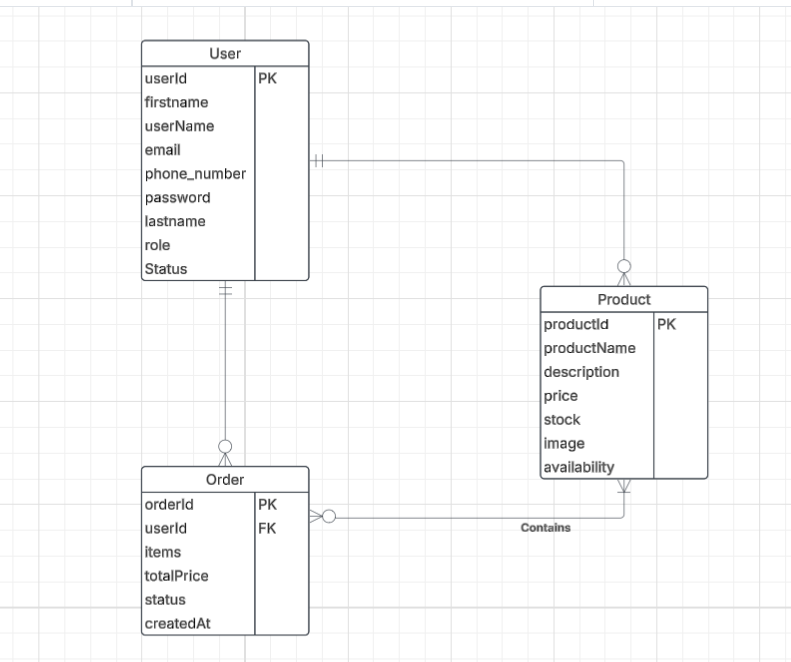 User
userId PK
firstname
userName
email
phone_number
password
lastname
role
Status
Product
productId PK
productName
description
price
stock
image
availability
Order
orderId PK
userId FK
items
totalPrice
status
createdAt
Contains